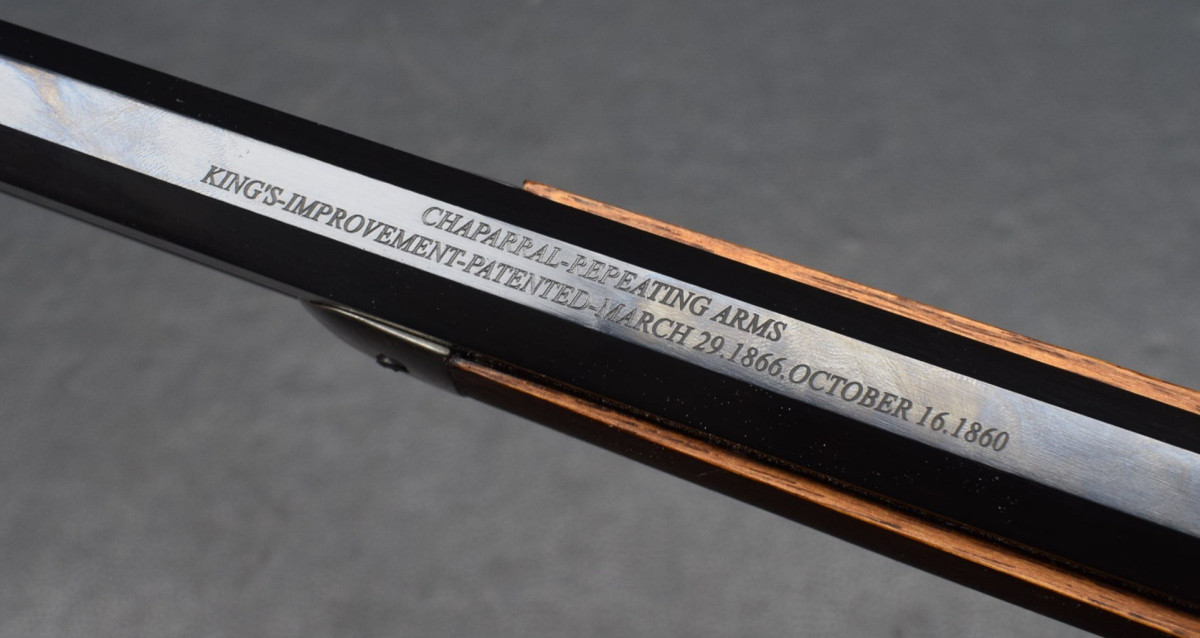 CHAPARRAL-REPEATING ARMS
KING'S-IMPROVEMENT-PATENTED-MARCH 29.1866.OCTOBER 16.1860